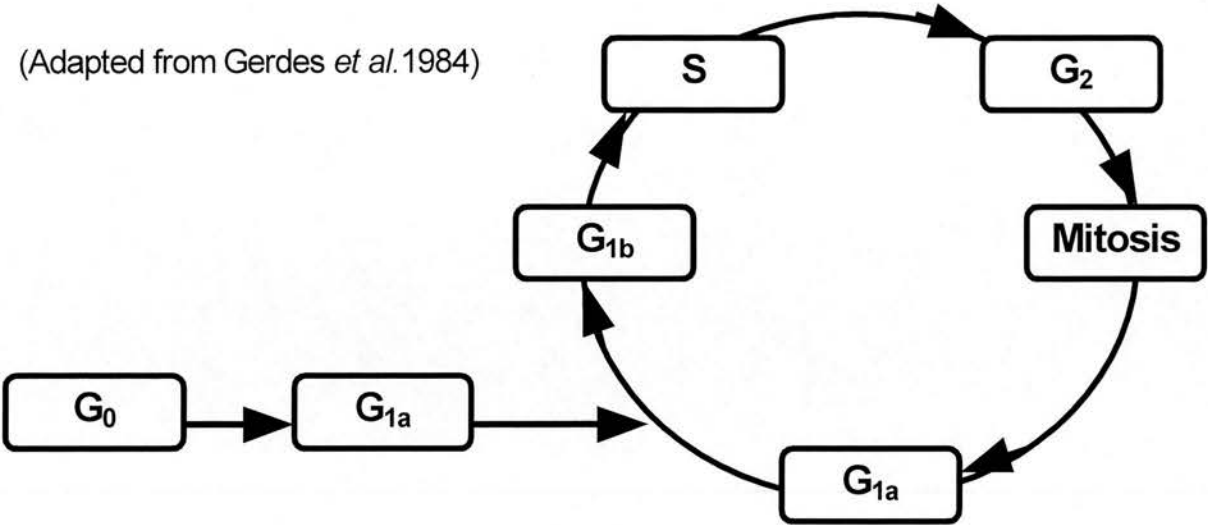 (Adapted from Gerdes et al.1984)
S
G₂
G₁b
Mitosis
G₀
G₁ₐ
G₁ₐ